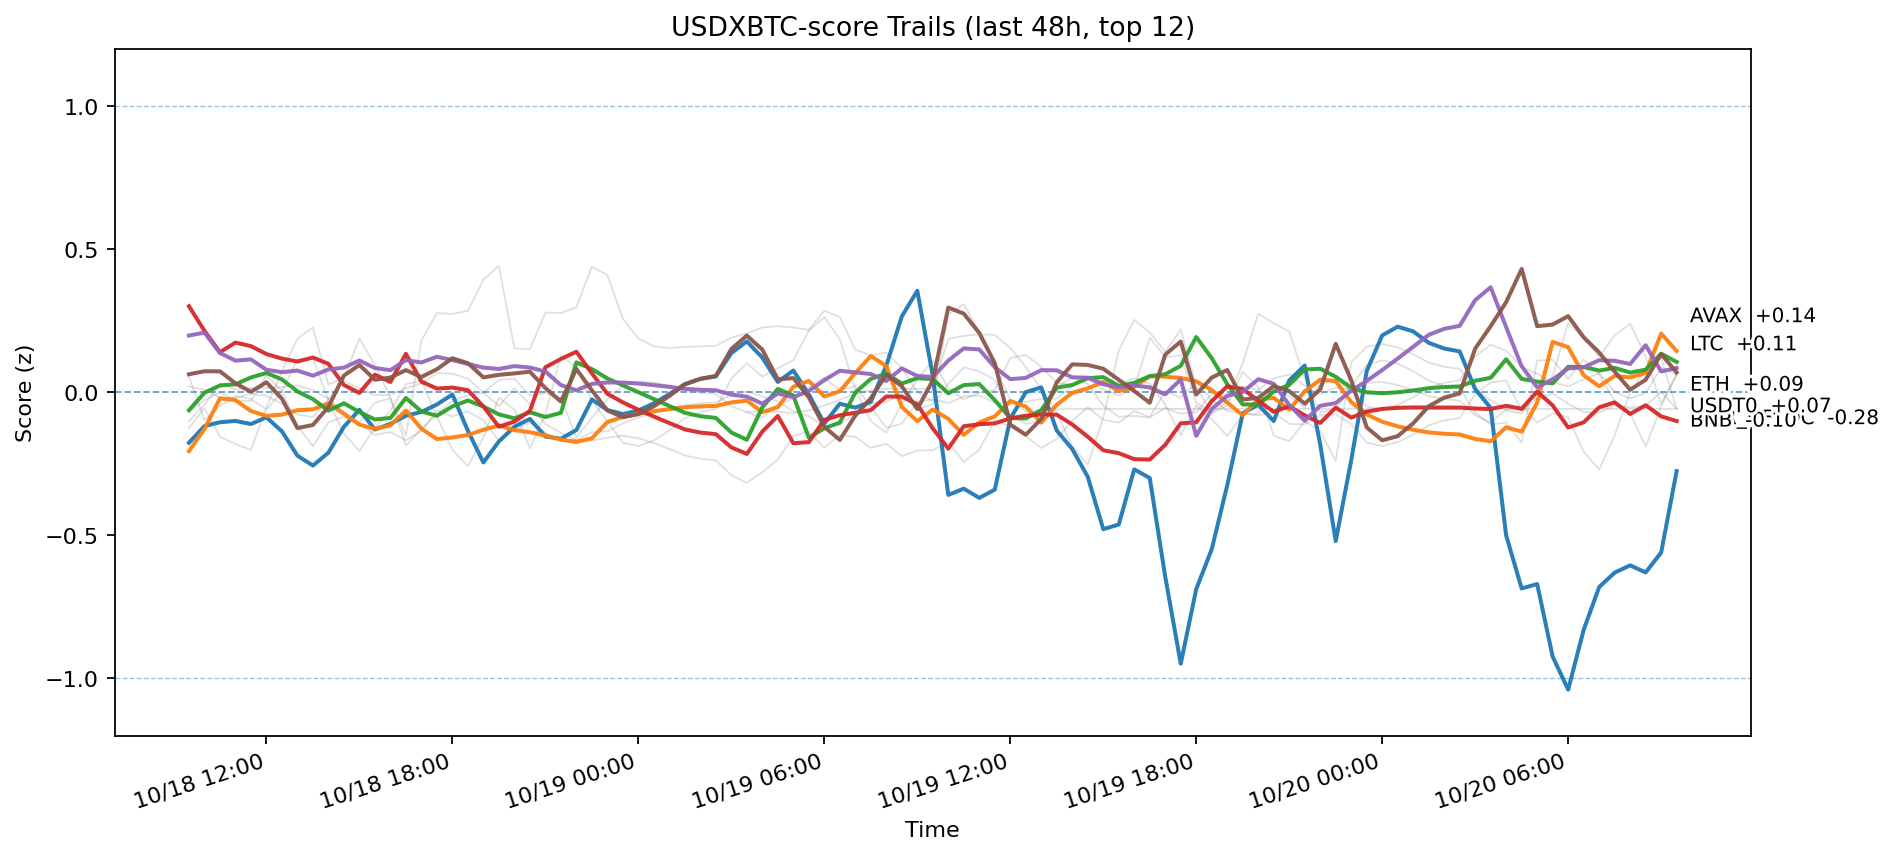 USDXBTC-score Trails (last 48h, top 12)
Score (z)
1.0
0.5
0.0
−0.5
−1.0
AVAX +0.14
LTC +0.11
ETH +0.09
USDT0 +0.07
BNB -0.10
-0.28
10/18 12:00
10/18 18:00
10/19 00:00
10/19 06:00
10/19 12:00
10/19 18:00
10/20 00:00
10/20 06:00
Time